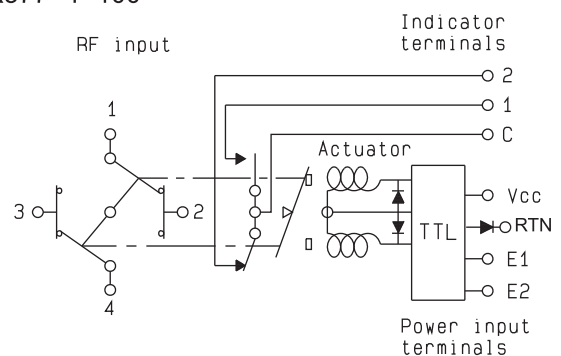 Indicator
terminals
RF input
2
1
1
C
Actuator
3
2
Vcc
TTL
RTN
E1
4
E2
Power input
terminals